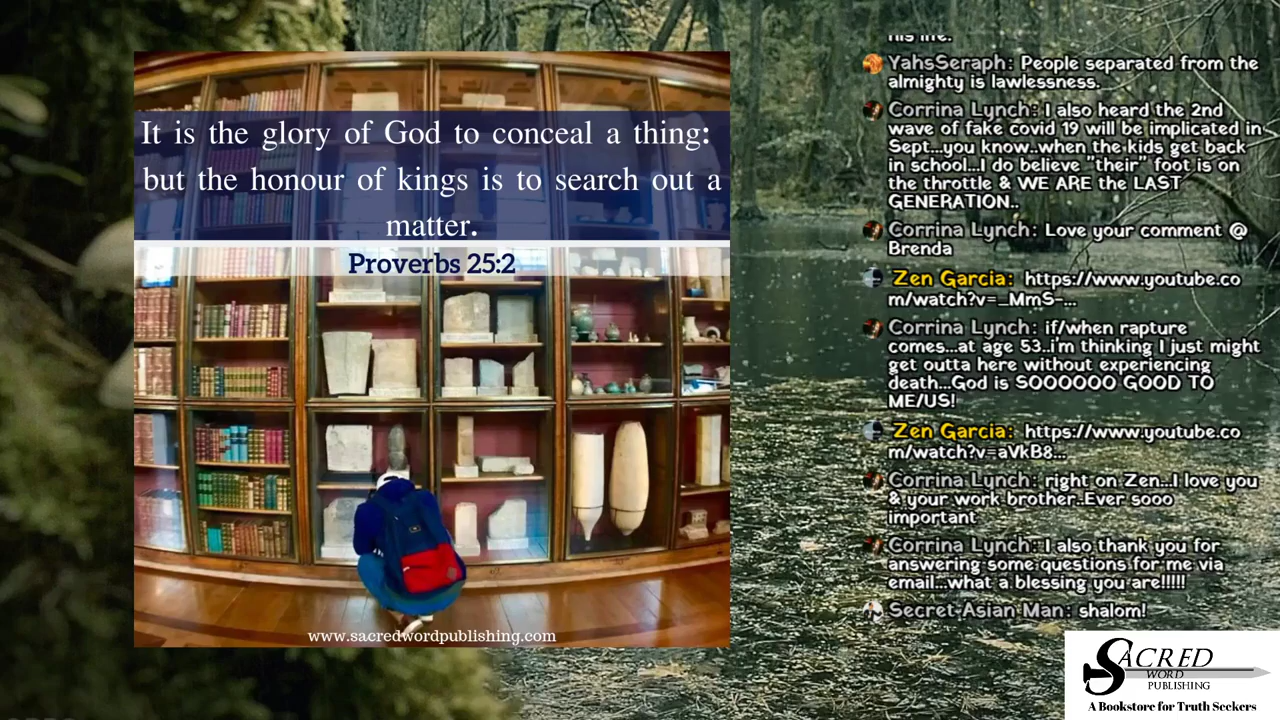 It is the glory of God to conceal a thing:
but the honour of kings is to search out a
matter.
Proverbs 25:2
www.sacredwordpublishing.com
his life.
YahsSeraph: People separated from the
almighty is lawlessness.
Corrina Lynch: I also heard the 2nd
wave of fake covid 19 will be implicated in
Sept...you know..when the kids get back
in school...I do believe "their" foot is on
the throttle & WE ARE the LAST
GENERATION..
Corrina Lynch: Love your comment @
Brenda
Zen Garcia: https://www.youtube.co
m/watch?v=_MmS-...
Corrina Lynch: if/when rapture
comes...at age 53..i'm thinking I just might
get outta here without experiencing
death...God is SOOOOOO GOOD TO
ME/US!
Zen Garcia: https://www.youtube.co
m/watch?v=aVkB8...
Corrina Lynch: right on Zen...I love you
& your work brother..Ever sooo
important
Corrina Lynch: I also thank you for
answering some questions for me via
email...what a blessing you are!!!!!
Secret Asian Man: shalom!
SACRED
WORD
PUBLISHING
A Bookstore for Truth Seekers